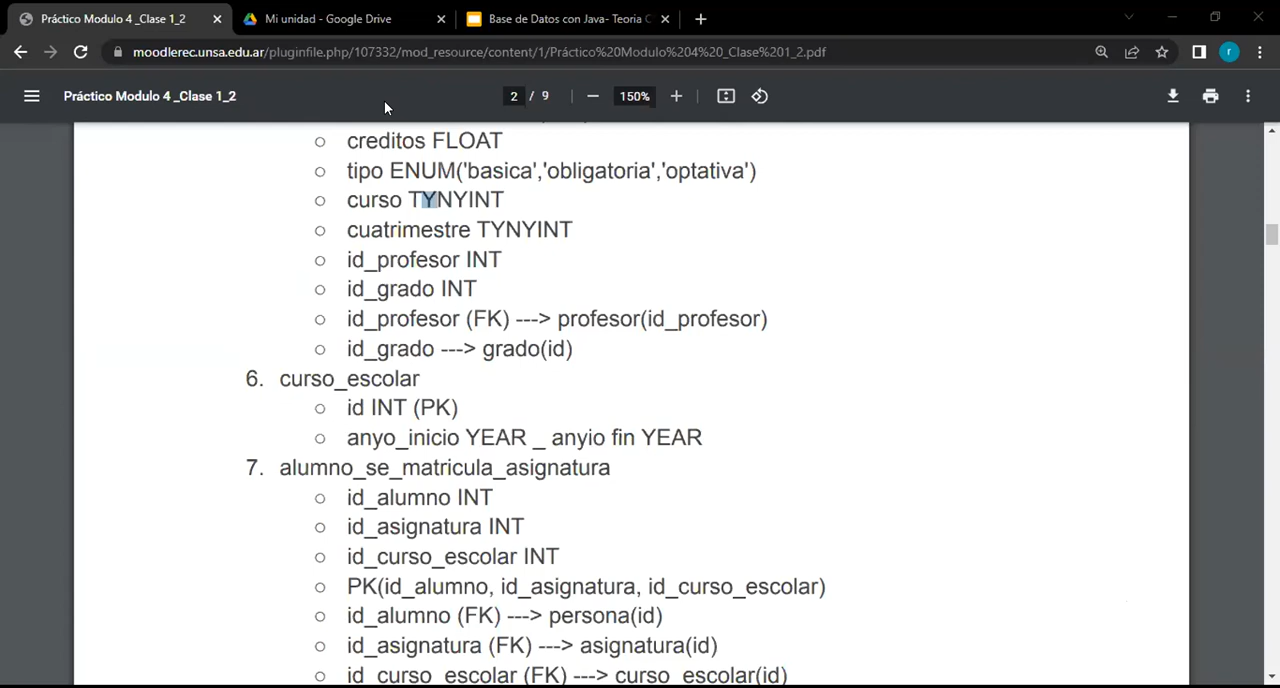 Práctico Modulo 4 _Clase 1_2
Mi unidad - Google Drive
Base de Datos con Java- Teoria C
moodlerec.unsa.edu.ar/pluginfile.php/107332/mod_resource/content/1/Práctico%20Modulo%204%20_Clase%201_2.pdf
r
Práctico Modulo 4 _Clase 1_2
2 / 9
150%
creditos FLOAT
tipo ENUM('basica','obligatoria','optativa')
curso TYNYINT
cuatrimestre TYNYINT
id_profesor INT
id_grado INT
id_profesor (FK) ---> profesor(id_profesor)
id_grado ---> grado(id)
6. curso_escolar
id INT (PK)
anyo_inicio YEAR _ anyio fin YEAR
7. alumno_se_matricula_asignatura
id_alumno INT
id_asignatura INT
id_curso_escolar INT
PK(id_alumno, id_asignatura, id_curso_escolar)
id_alumno (FK) ---> persona(id)
id_asignatura (FK) ---> asignatura(id)
id_curso_escolar (FK) ---> curso_escolar(id)